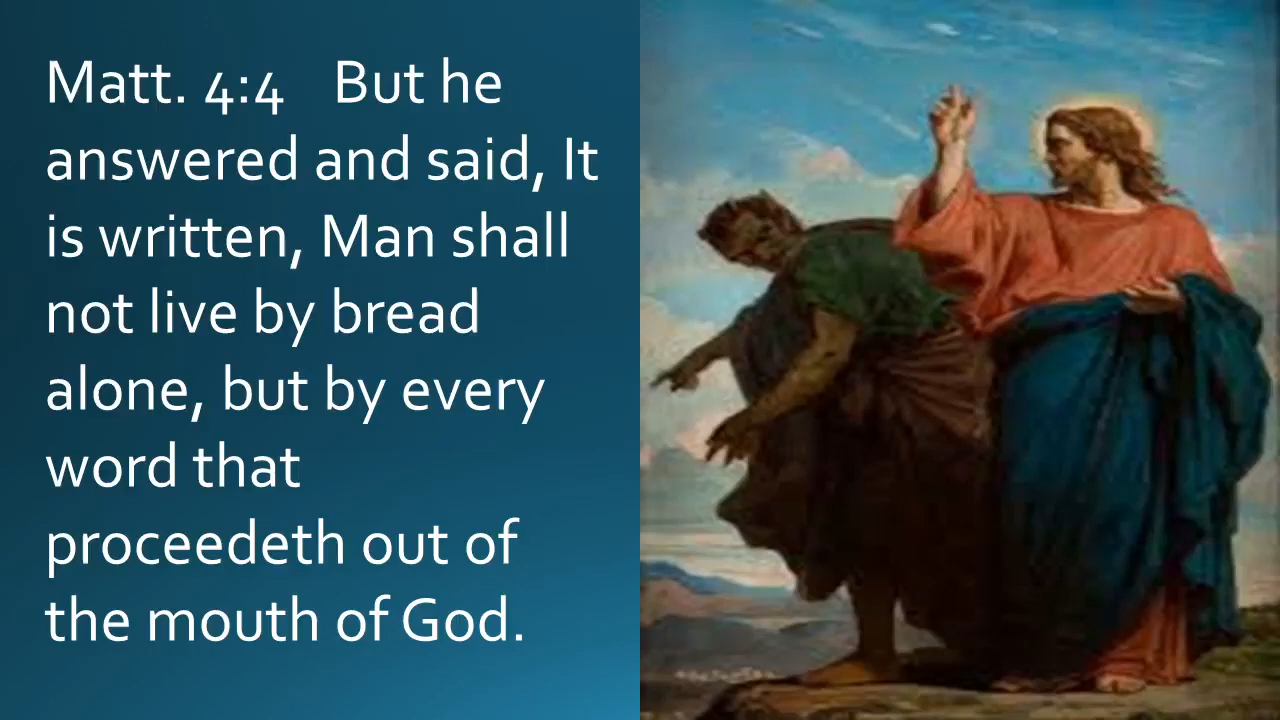 Matt. 4:4 But he
answered and said, It
is written, Man shall
not live by bread
alone, but by every
word that
proceedeth out of
the mouth of God.